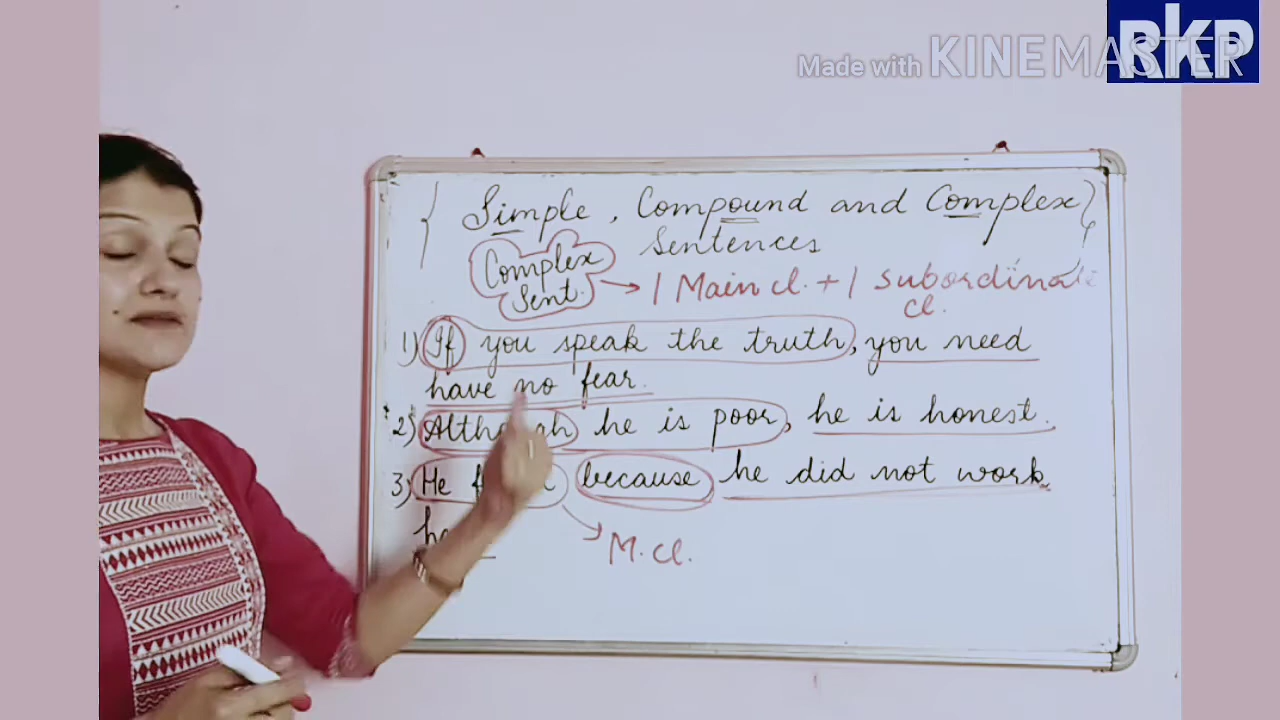 RKP
Made with KINEMASTER
{ Simple, Compound and Complex }
Sentences
Complex
Sent.
→ 1 Main cl. + 1 subordinate
cl.
1) If you speak the truth, you need
have no fear.
2) Although he is poor, he is honest.
3) He because he did not work
M. cl.